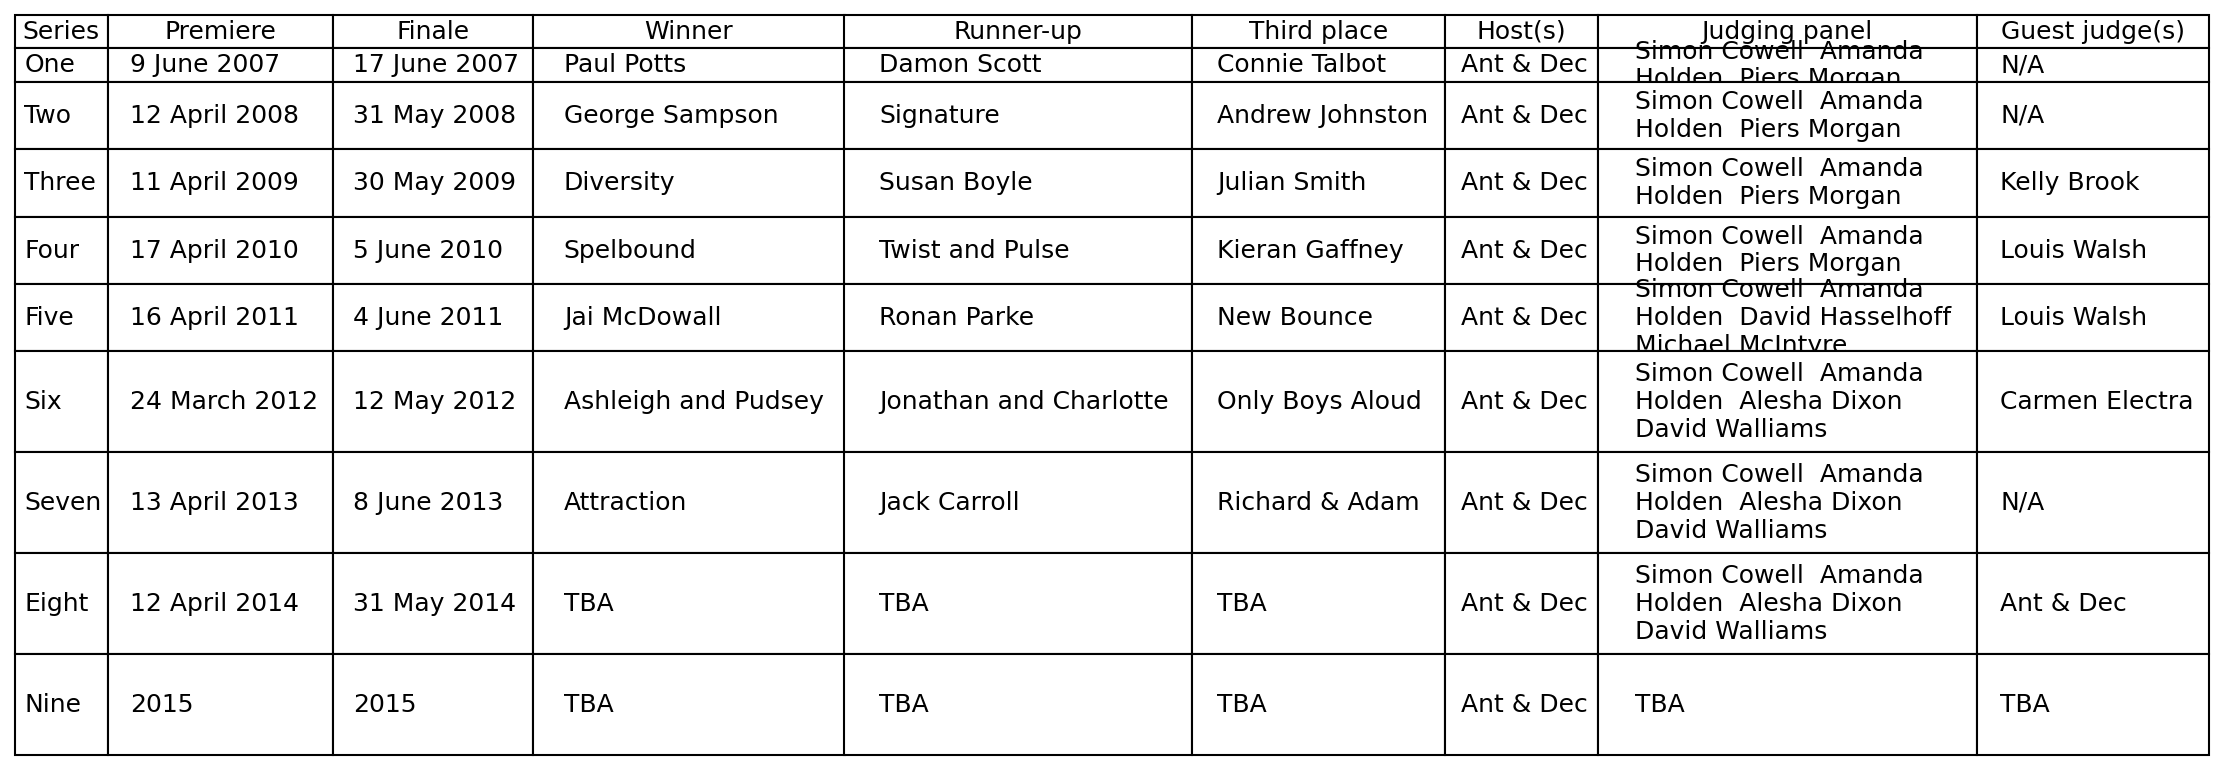 Series Premiere Finale Winner Runner-up Third place Host(s) Judging panel Guest judge(s)
One 9 June 2007 17 June 2007 Paul Potts Damon Scott Connie Talbot Ant & Dec Simon Cowell Amanda
Holden Piers Morgan N/A
Two 12 April 2008 31 May 2008 George Sampson Signature Andrew Johnston Ant & Dec Simon Cowell Amanda
Holden Piers Morgan N/A
Three 11 April 2009 30 May 2009 Diversity Susan Boyle Julian Smith Ant & Dec Simon Cowell Amanda
Holden Piers Morgan Kelly Brook
Four 17 April 2010 5 June 2010 Spelbound Twist and Pulse Kieran Gaffney Ant & Dec Simon Cowell Amanda
Holden Piers Morgan Louis Walsh
Five 16 April 2011 4 June 2011 Jai McDowall Ronan Parke New Bounce Ant & Dec Simon Cowell Amanda
Holden David Hasselhoff
Michael McIntyre Louis Walsh
Six 24 March 2012 12 May 2012 Ashleigh and Pudsey Jonathan and Charlotte Only Boys Aloud Ant & Dec Simon Cowell Amanda
Holden Alesha Dixon
David Walliams Carmen Electra
Seven 13 April 2013 8 June 2013 Attraction Jack Carroll Richard & Adam Ant & Dec Simon Cowell Amanda
Holden Alesha Dixon
David Walliams N/A
Eight 12 April 2014 31 May 2014 TBA TBA TBA Ant & Dec Simon Cowell Amanda
Holden Alesha Dixon
David Walliams Ant & Dec
Nine 2015 2015 TBA TBA TBA Ant & Dec TBA TBA